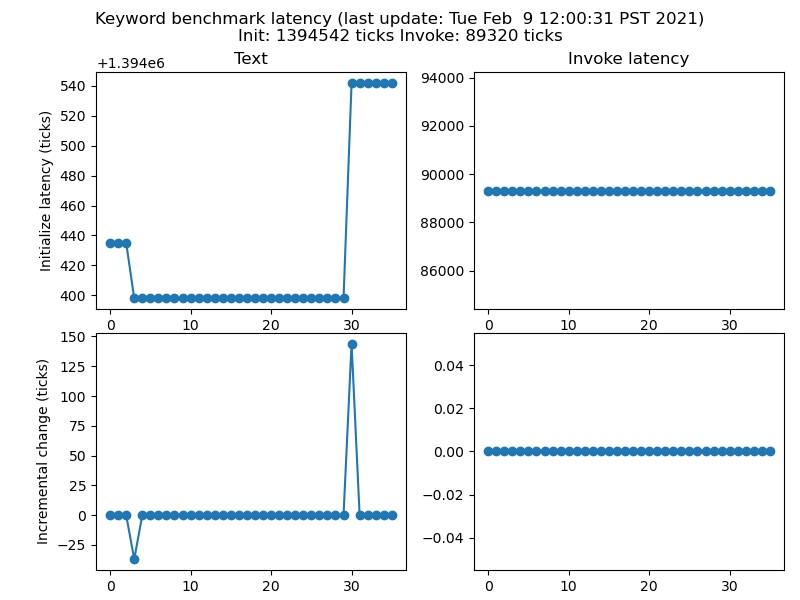 Keyword benchmark latency (last update: Tue Feb  9 12:00:31 PST 2021)
Init: 1394542 ticks Invoke: 89320 ticks
Text
+1.394e6
Initialize latency (ticks)
540
520
500
480
460
440
420
400
0 10 20 30
Invoke latency
94000
92000
90000
88000
86000
0 10 20 30
Incremental change (ticks)
150
125
100
75
50
25
0
−25
0 10 20 30
0.04
0.02
0.00
−0.02
−0.04
0 10 20 30